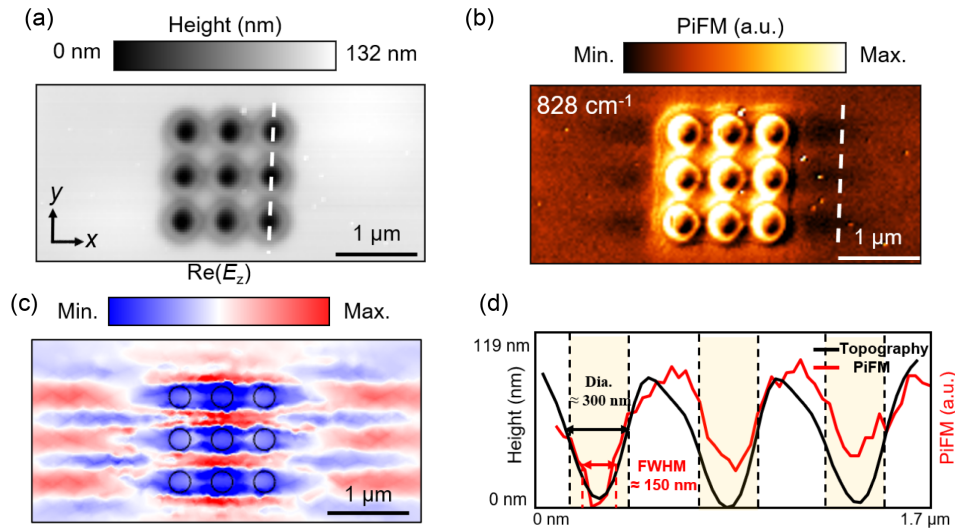 (a)
Height (nm)
0 nm
132 nm
y
x
1 μm
(b)
PiFM (a.u.)
Min.
Max.
828 cm⁻¹
1 μm
(c)
Re(Ez)
Min.
Max.
1 μm
(d)
119 nm
Height (nm)
0 nm
Topography
PiFM
Dia.
≈ 300 nm
FWHM
≈ 150 nm
PiFM (a.u.)
0 nm
1.7 μm